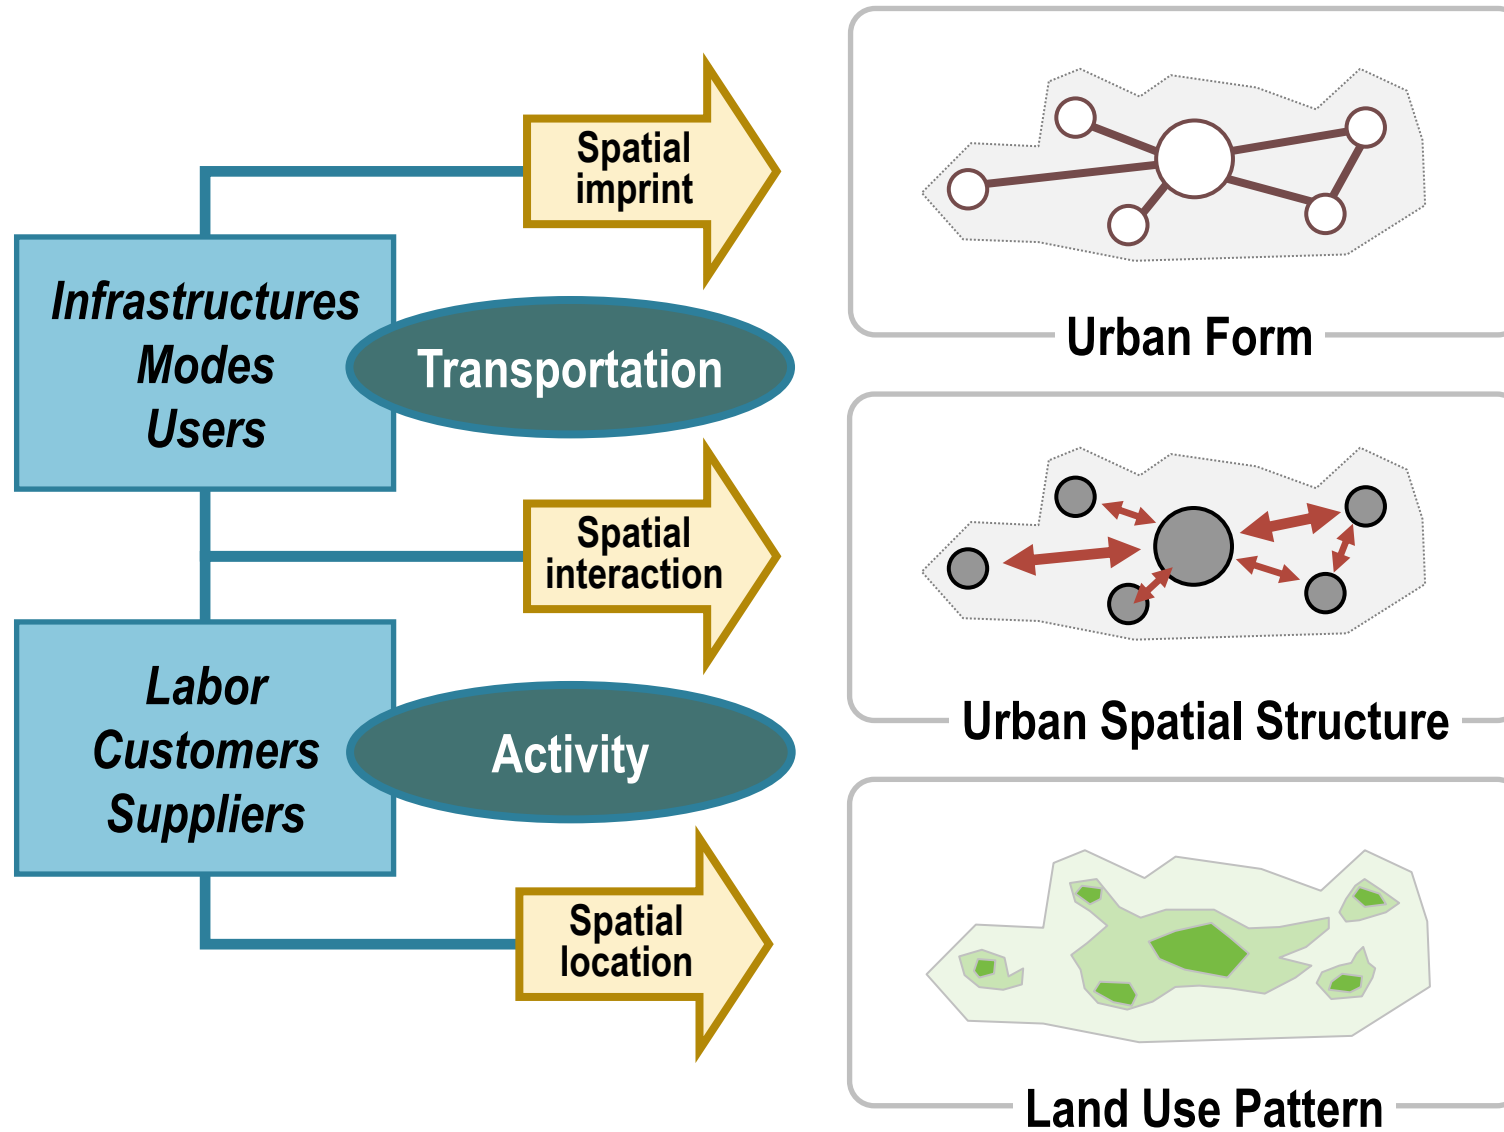 Spatial
imprint
Infrastructures
Modes
Users
Transportation
Urban Form
Spatial
interaction
Urban Spatial Structure
Labor
Customers
Suppliers
Activity
Spatial
location
Land Use Pattern